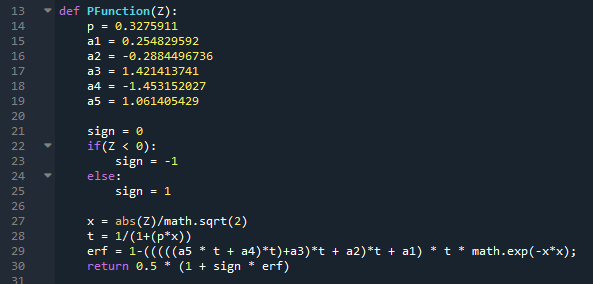 13 def PFunction(Z):
14 p = 0.3275911
15 a1 = 0.254829592
16 a2 = -0.2884496736
17 a3 = 1.421413741
18 a4 = -1.453152027
19 a5 = 1.061405429
20
21 sign = 0
22 if(Z < 0):
23 sign = -1
24 else:
25 sign = 1
26
27 x = abs(Z)/math.sqrt(2)
28 t = 1/(1+(p*x))
29 erf = 1-(((((a5 * t + a4)*t)+a3)*t + a2)*t + a1) * t * math.exp(-x*x);
30 return 0.5 * (1 + sign * erf)
31